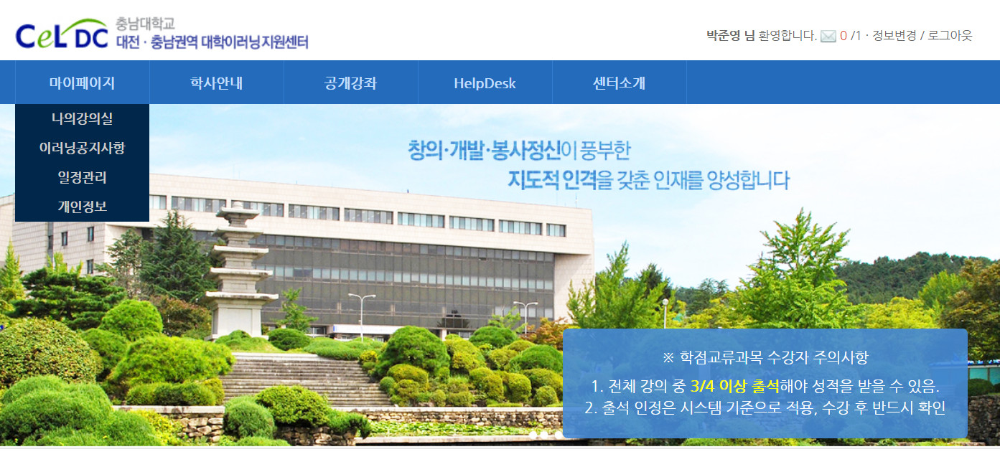 CeLDC
충남대학교
대전·충남권역 대학이러닝지원센터
박준영 님 환영합니다. 0 /1 · 정보변경 / 로그아웃
마이페이지 학사안내 공개강좌 HelpDesk 센터소개
나의강의실
이러닝공지사항
일정관리
개인정보
창의·개발·봉사정신이 풍부한
지도적 인격을 갖춘 인재를 양성합니다
※ 학점교류과목 수강자 주의사항
1. 전체 강의 중 3/4 이상 출석해야 성적을 받을 수 있음.
2. 출석 인정은 시스템 기준으로 적용, 수강 후 반드시 확인